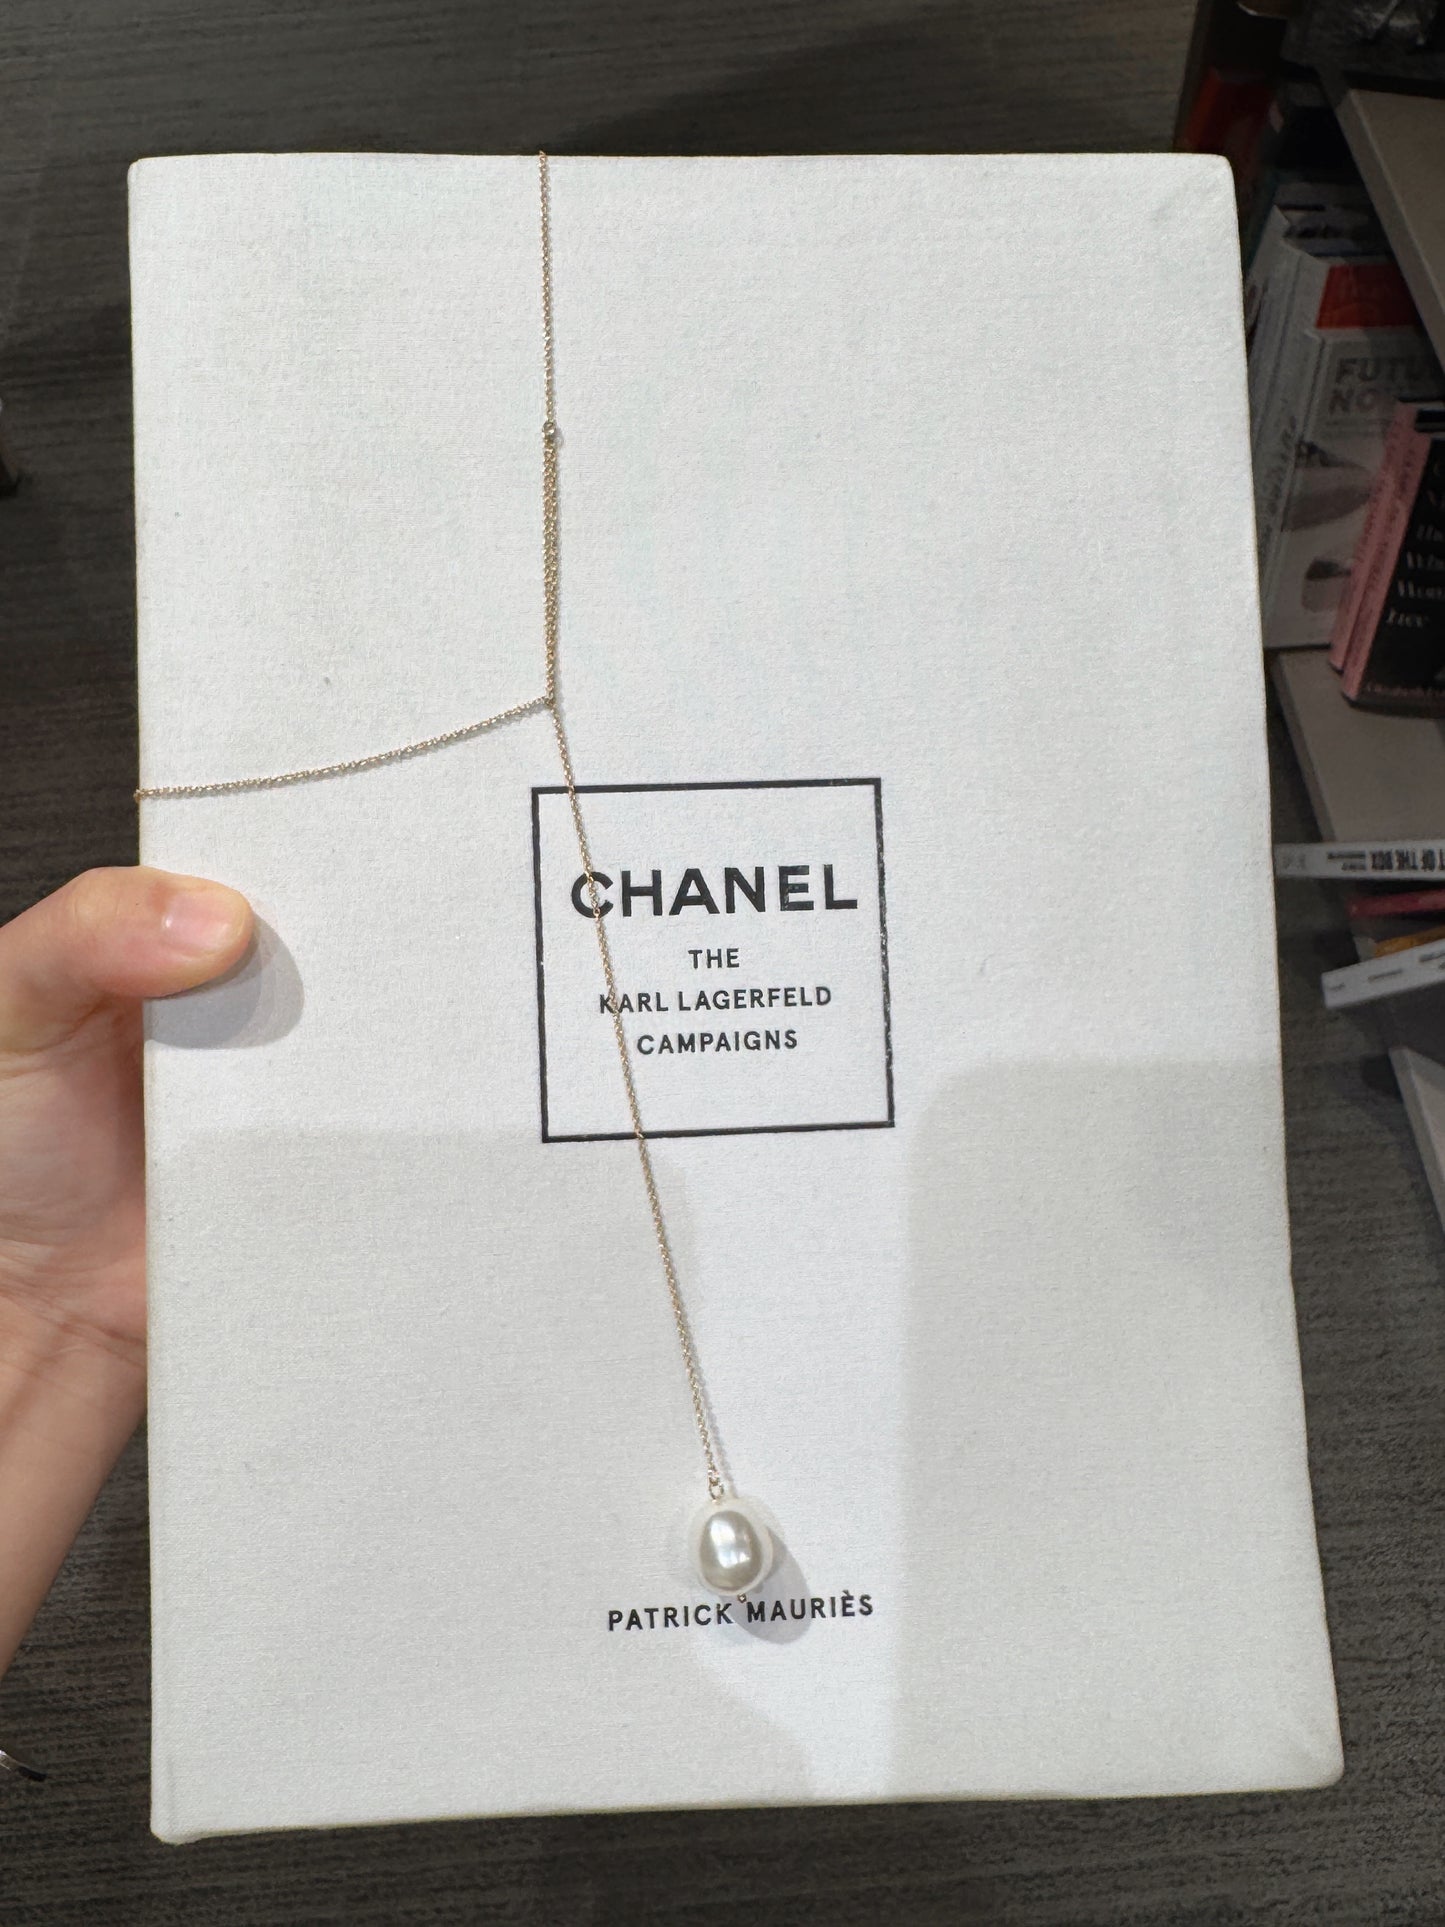 CHANEL
THE
KARL LAGERFELD
CAMPAIGNS
PATRICK MAURIÈS